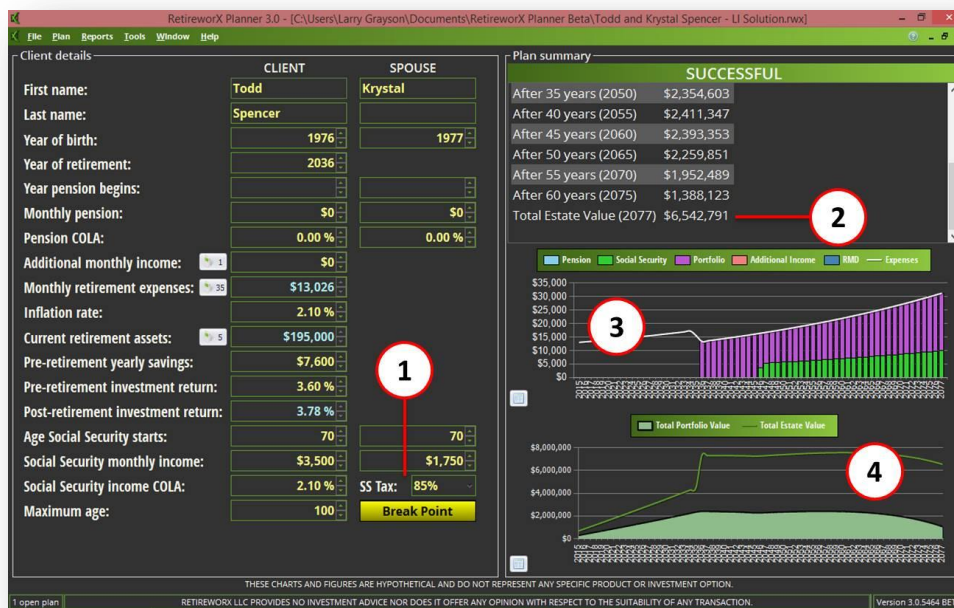 RetireworX Planner 3.0 - [C:\Users\Larry Grayson\Documents\RetireworX Planner Beta\Todd and Krystal Spencer - LI Solution.rwx]
File Plan Reports Tools Window Help
Client details
CLIENT SPOUSE
First name: Todd Krystal
Last name: Spencer
Year of birth: 1976 1977
Year of retirement: 2036
Year pension begins:
Monthly pension: $0 $0
Pension COLA: 0.00 % 0.00 %
Additional monthly income: 1 $0
Monthly retirement expenses: 35 $13,026
Inflation rate: 2.10 %
Current retirement assets: 5 $195,000
Pre-retirement yearly savings: $7,600
Pre-retirement investment return: 3.60 %
Post-retirement investment return: 3.78 %
Age Social Security starts: 70 70
Social Security monthly income: $3,500 $1,750
Social Security income COLA: 2.10 % SS Tax: 85%
Maximum age: 100 Break Point
1
Plan summary
SUCCESSFUL
After 35 years (2050) $2,354,603
After 40 years (2055) $2,411,347
After 45 years (2060) $2,393,353
After 50 years (2065) $2,259,851
After 55 years (2070) $1,952,489
After 60 years (2075) $1,388,123
Total Estate Value (2077) $6,542,791
2
Pension Social Security Portfolio Additional Income RMD Expenses
$35,000
$30,000
$25,000
$20,000
$15,000
$10,000
$5,000
$0
3
Total Portfolio Value Total Estate Value
$8,000,000
$6,000,000
$4,000,000
$2,000,000
$0
4
THESE CHARTS AND FIGURES ARE HYPOTHETICAL AND DO NOT REPRESENT ANY SPECIFIC PRODUCT OR INVESTMENT OPTION.
1 open plan RETIREWORX LLC PROVIDES NO INVESTMENT ADVICE NOR DOES IT OFFER ANY OPINION WITH RESPECT TO THE SUITABILITY OF ANY TRANSACTION. Version 3.0.5464 BET